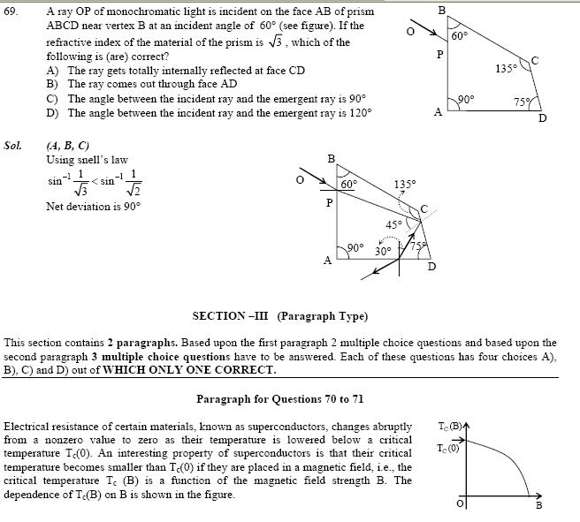 69. A ray OP of monochromatic light is incident on the face AB of prism
ABCD near vertex B at an incident angle of 60° (see figure). If the
refractive index of the material of the prism is √3 , which of the
following is (are) correct?
A) The ray gets totally internally reflected at face CD
B) The ray comes out through face AD
C) The angle between the incident ray and the emergent ray is 90°
D) The angle between the incident ray and the emergent ray is 120°
B
O
60°
P
C
135°
90°
75°
A
D
Sol. (A, B, C)
Using snell's law
sin⁻¹ 1/√3 < sin⁻¹ 1/√2
Net deviation is 90°
B
O
60°
135°
P
C
45°
90°
30°
75°
A
D
SECTION –III (Paragraph Type)
This section contains 2 paragraphs. Based upon the first paragraph 2 multiple choice questions and based upon the
second paragraph 3 multiple choice questions have to be answered. Each of these questions has four choices A),
B), C) and D) out of WHICH ONLY ONE CORRECT.
Paragraph for Questions 70 to 71
Electrical resistance of certain materials, known as superconductors, changes abruptly
from a nonzero value to zero as their temperature is lowered below a critical
temperature Tc(0). An interesting property of superconductors is that their critical
temperature becomes smaller than Tc(0) if they are placed in a magnetic field, i.e., the
critical temperature Tc (B) is a function of the magnetic field strength B. The
dependence of Tc(B) on B is shown in the figure.
Tc(B)
Tc(0)
O
B